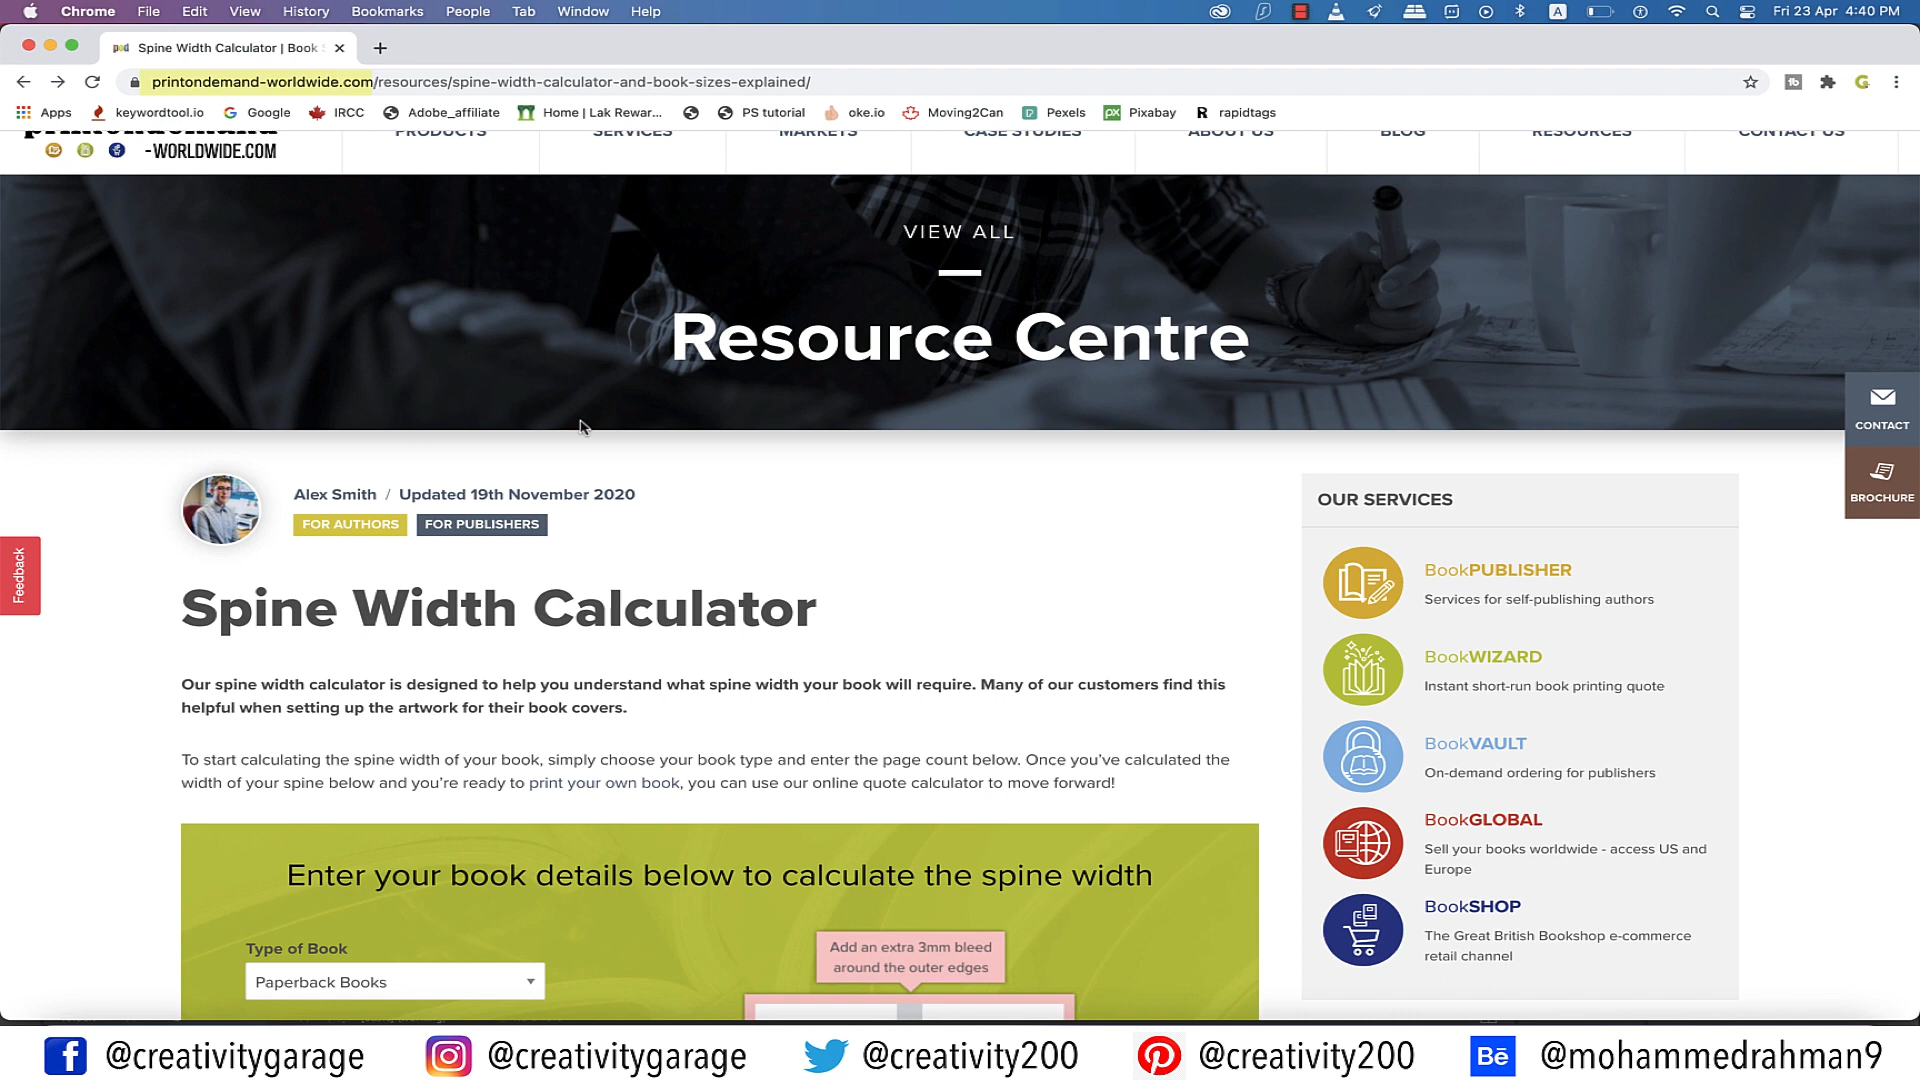 Chrome File Edit View History Bookmarks People Tab Window Help
A Fri 23 Apr 4:40 PM
pod Spine Width Calculator | Book
printondemand-worldwide.com/resources/spine-width-calculator-and-book-sizes-explained/
Apps keywordtool.io Google IRCC Adobe_affiliate Home | Lak Rewar... PS tutorial oke.io Moving2Can Pexels Pixabay rapidtags
printondemand
-WORLDWIDE.COM
PRODUCTS SERVICES MARKETS CASE STUDIES ABOUT US BLOG RESOURCES CONTACT US
VIEW ALL
Resource Centre
CONTACT
BROCHURE
Feedback
Alex Smith / Updated 19th November 2020
FOR AUTHORS FOR PUBLISHERS
Spine Width Calculator
Our spine width calculator is designed to help you understand what spine width your book will require. Many of our customers find this
helpful when setting up the artwork for their book covers.
To start calculating the spine width of your book, simply choose your book type and enter the page count below. Once you've calculated the
width of your spine below and you're ready to print your own book, you can use our online quote calculator to move forward!
Enter your book details below to calculate the spine width
Type of Book
Paperback Books
Add an extra 3mm bleed
around the outer edges
OUR SERVICES
BookPUBLISHER
Services for self-publishing authors
BookWIZARD
Instant short-run book printing quote
BookVAULT
On-demand ordering for publishers
BookGLOBAL
Sell your books worldwide - access US and
Europe
BookSHOP
The Great British Bookshop e-commerce
retail channel
@creativitygarage @creativitygarage @creativity200 @creativity200 Bē @mohammedrahman9